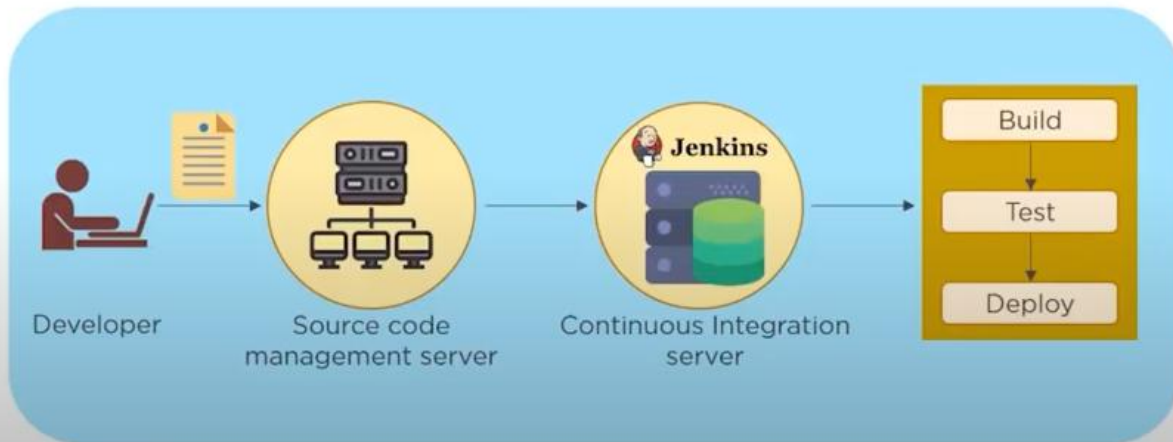 Jenkins
Build
Test
Deploy
Developer
Source code
management server
Continuous Integration
server